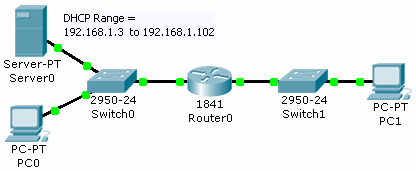 DHCP Range =
192.168.1.3 to 192.168.1.102
Server-PT
Server0
2950-24
Switch0
1841
Router0
2950-24
Switch1
PC-PT
PC1
PC-PT
PC0